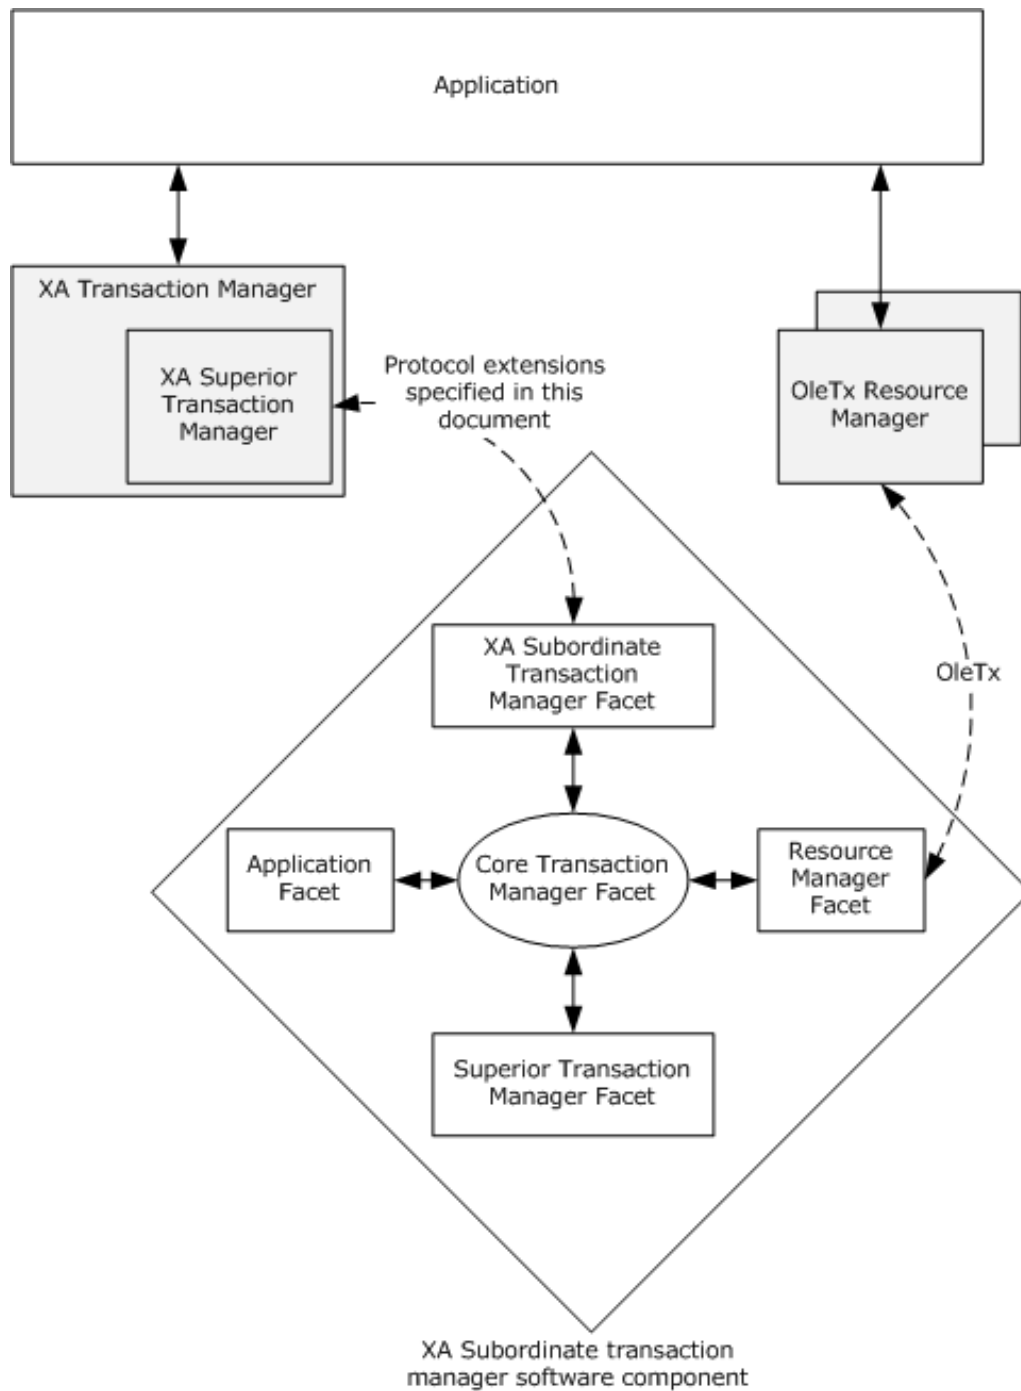 Application
XA Transaction Manager
XA Superior
Transaction
Manager
Protocol extensions
specified in this
document
OleTx Resource
Manager
XA Subordinate
Transaction
Manager Facet
OleTx
Application
Facet
Core Transaction
Manager Facet
Resource
Manager
Facet
Superior Transaction
Manager Facet
XA Subordinate transaction
manager software component